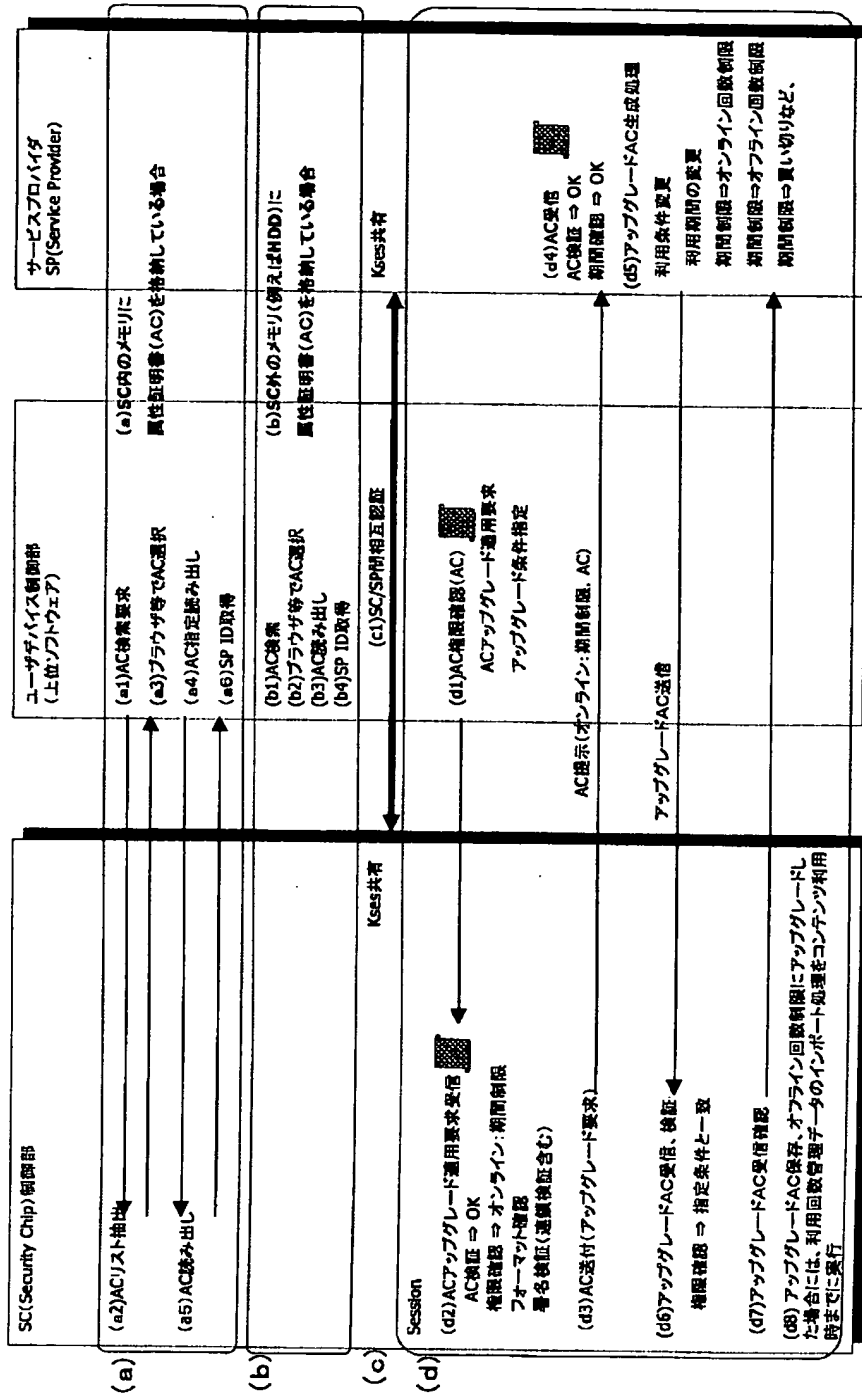 SC(Security Chip)制御部
ユーザデバイス制御部
(上位ソフトウェア)
サービスプロバイダ
SP(Service Provider)
(a)
(a1)AC検索要求
(a2)ACリスト抽出
(a3)ブラウザ等でAC選択
(a4)AC指定読み出し
(a5)AC読み出し
(a6)SP ID取得
(a)SC内のメモリに
属性証明書(AC)を格納している場合
(b)
(b1)AC検索
(b2)ブラウザ等でAC選択
(b3)AC読み出し
(b4)SP ID取得
(b)SC外のメモリ(例えばHDD)に
属性証明書(AC)を格納している場合
(c)
Kses共有
(c1)SC/SP間相互認証
Kses共有
(d)
Session
(d1)AC権限確認(AC)
ACアップグレード適用要求
アップグレード条件指定
(d2)ACアップグレード適用要求受信
AC検証 ⇒ OK
権限確認 ⇒ オンライン:期間制限
フォーマット確認
署名検証(連鎖検証含む)
(d3)AC送付(アップグレード要求)
AC提示(オンライン:期間制限, AC)
(d4)AC受信
AC検証 ⇒ OK
期間確認 ⇒ OK
(d5)アップグレードAC生成処理
利用条件変更
利用期間の変更
期間制限⇒オンライン回数制限
期間制限⇒オフライン回数制限
期間制限⇒買い切りなど、
アップグレードAC送信
(d6)アップグレードAC受信、検証
権限確認 ⇒ 指定条件と一致
(d7)アップグレードAC受信確認
(d8) アップグレードAC保存、オフライン回数制限にアップグレードし
た場合には、利用回数管理データのインポート処理をコンテンツ利用
時までに実行